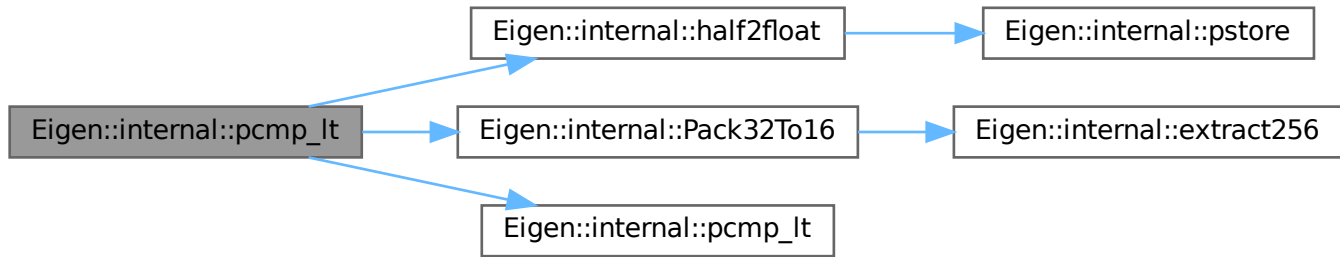 Eigen::internal::half2float
Eigen::internal::pstore
Eigen::internal::pcmp_lt
Eigen::internal::Pack32To16
Eigen::internal::extract256
Eigen::internal::pcmp_lt